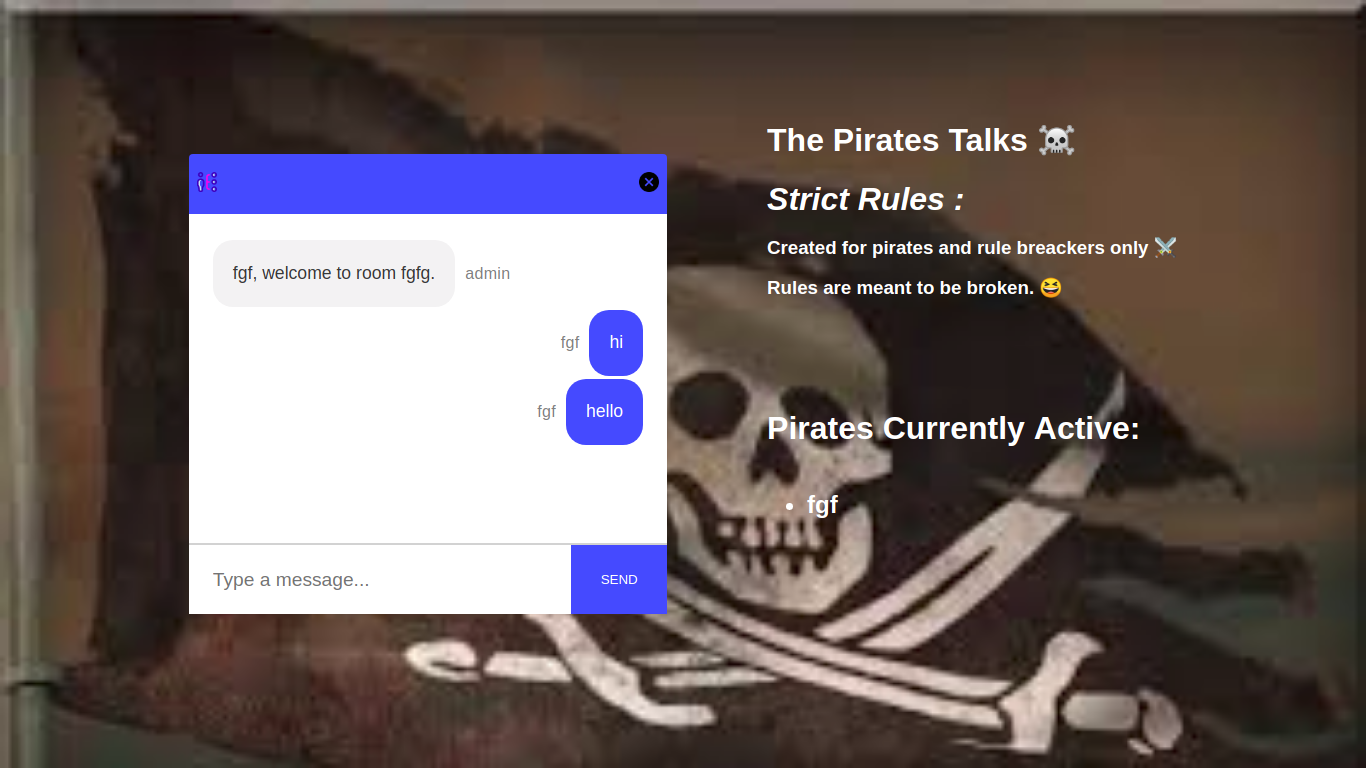 fgf, welcome to room fgfg.
admin
fgf
hi
fgf
hello
Type a message...
SEND
The Pirates Talks ☠️
Strict Rules :
Created for pirates and rule breackers only ⚔️
Rules are meant to be broken. 😆
Pirates Currently Active:
• fgf